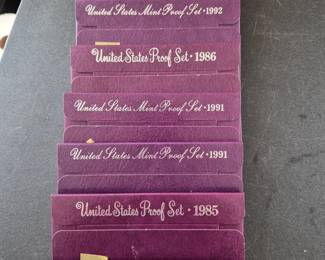 United States Mint Proof Set • 1992
United States Proof Set • 1986
United States Mint Proof Set • 1991
United States Mint Proof Set • 1991
United States Proof Set • 1985